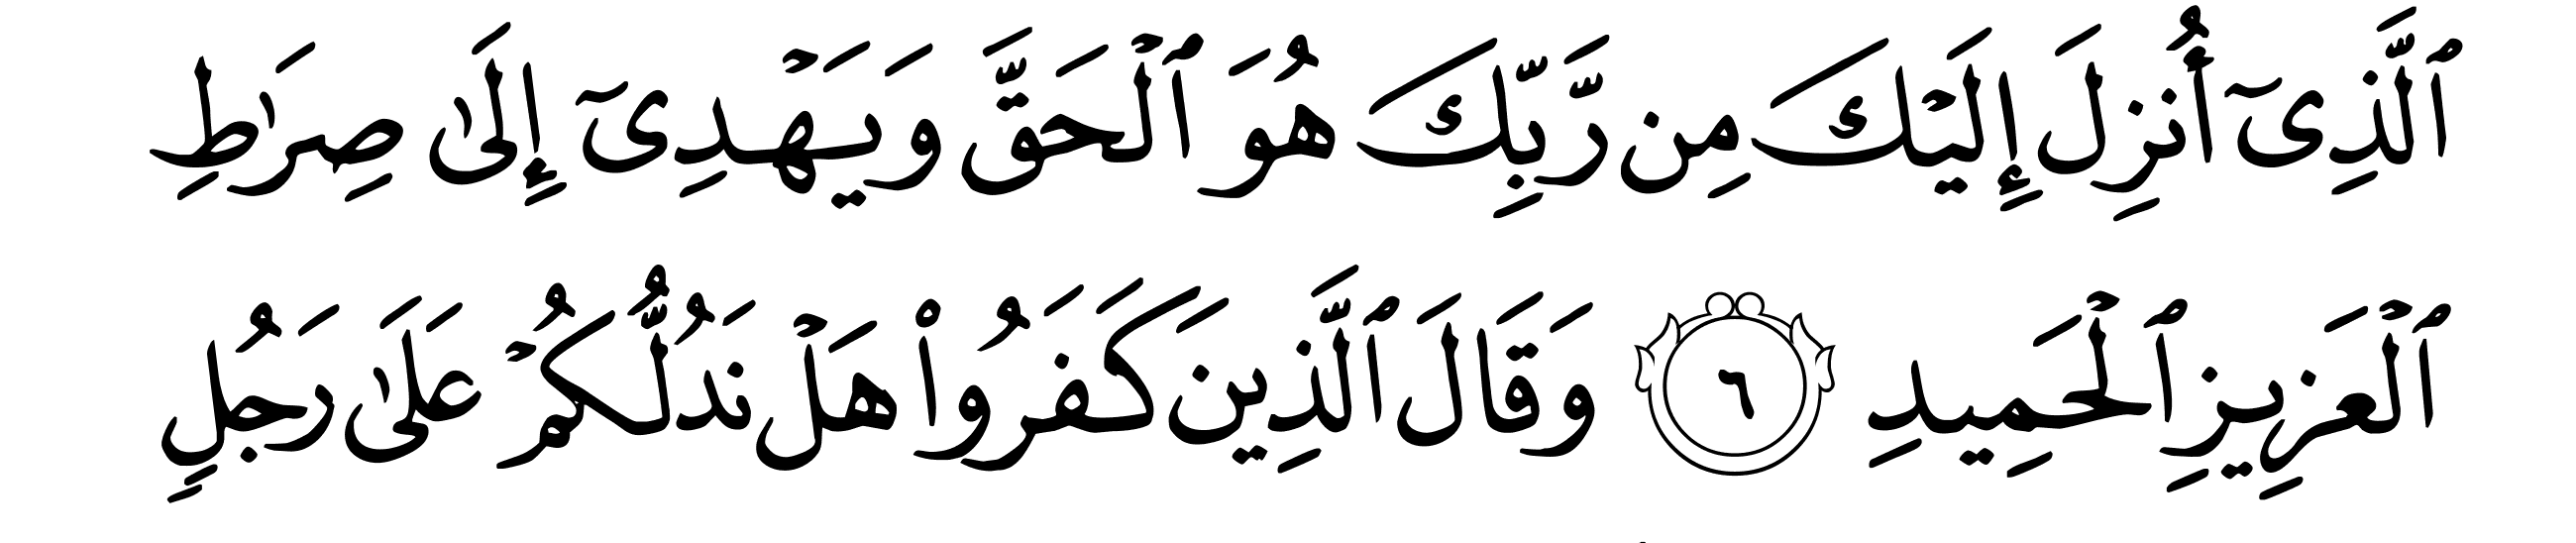 ٱلَّذِىٓ أُنزِلَ إِلَيْكَ مِن رَّبِّكَ هُوَ ٱلْحَقَّ وَيَهْدِىٓ إِلَىٰ صِرَٰطِ
ٱلْعَزِيزِ ٱلْحَمِيدِ ٦ وَقَالَ ٱلَّذِينَ كَفَرُوا۟ هَلْ نَدُلُّكُمْ عَلَىٰ رَجُلٍ